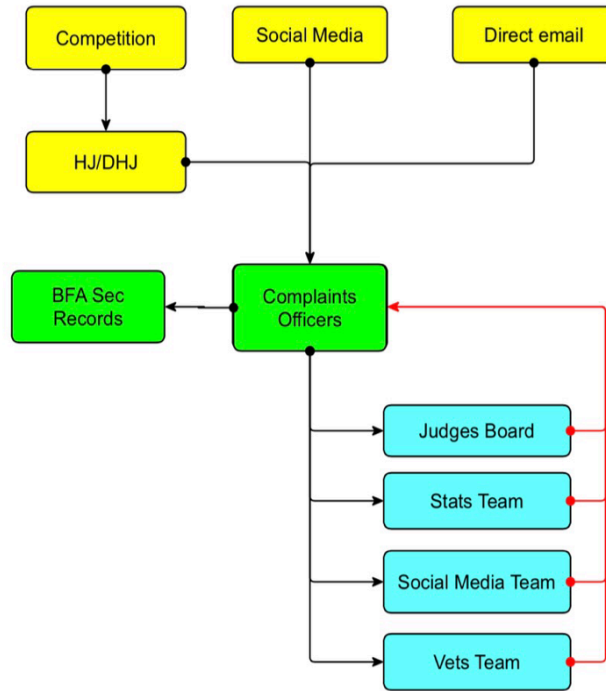 Competition
Social Media
Direct email
HJ/DHJ
BFA Sec
Records
Complaints
Officers
Judges Board
Stats Team
Social Media Team
Vets Team